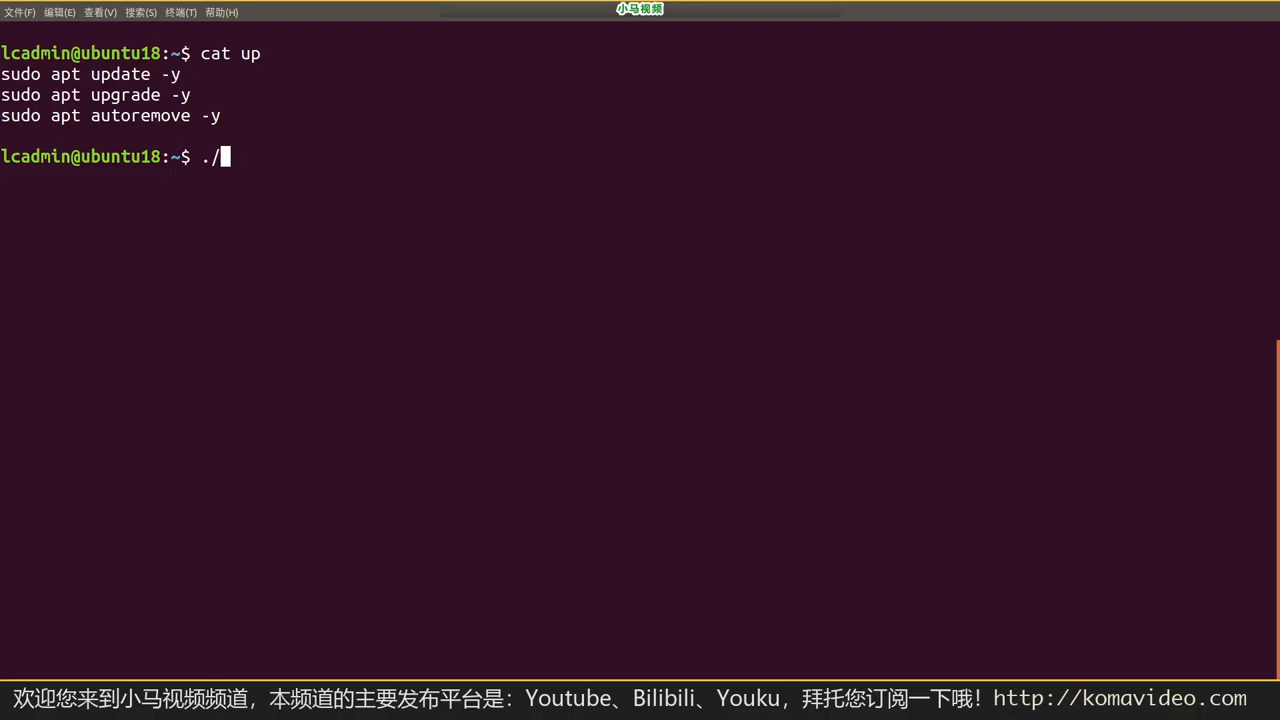 小马视频
文件(F) 编辑(E) 查看(V) 搜索(S) 终端(T) 帮助(H)
lcadmin@ubuntu18:~$ cat up
sudo apt update -y
sudo apt upgrade -y
sudo apt autoremove -y
lcadmin@ubuntu18:~$ ./
欢迎您来到小马视频频道，本频道的主要发布平台是：Youtube、Bilibili、Youku，拜托您订阅一下哦！http://komavideo.com